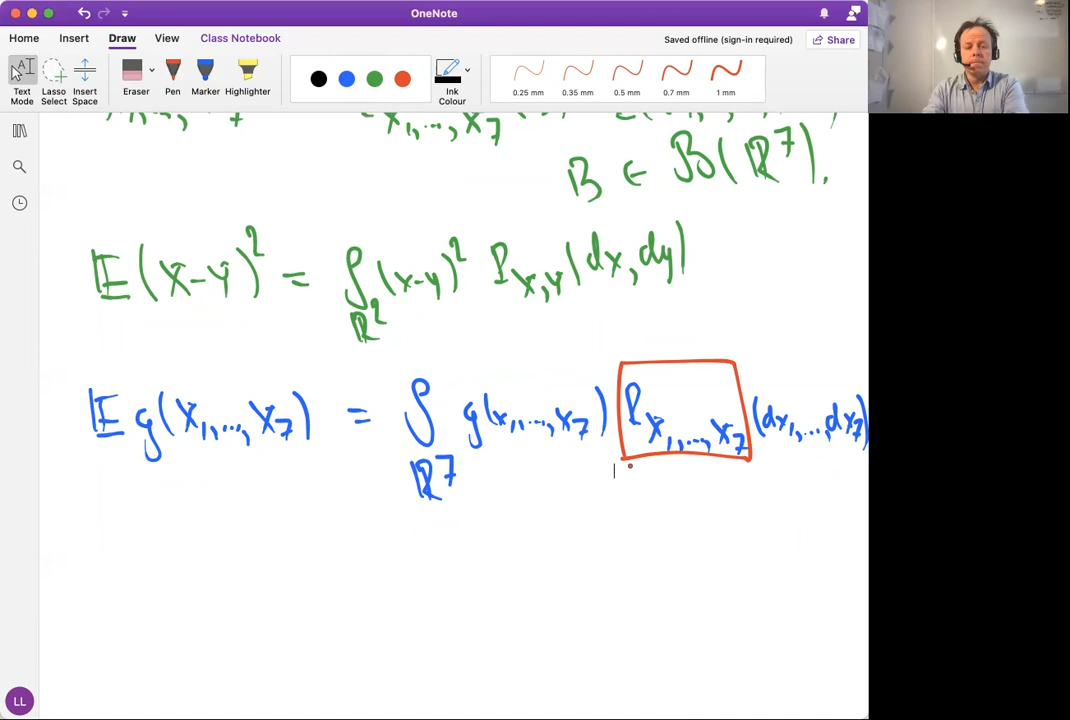 OneNote
Home Insert Draw View Class Notebook
Saved offline (sign-in required) Share
Text Mode Lasso Select Insert Space Eraser Pen Marker Highlighter Ink Colour 0.25 mm 0.35 mm 0.5 mm 0.7 mm 1 mm
X₁,...,X₇
B ∈ 𝓑(ℝ⁷).
𝔼(X-Y)² = ∫_{ℝ²} (x-y)² P_{X,Y}(dx,dy)
𝔼g(X₁,...,X₇) = ∫_{ℝ⁷} g(x₁,...,x₇) P_{X₁,...,X₇}(dx₁,...,dx₇)
LL